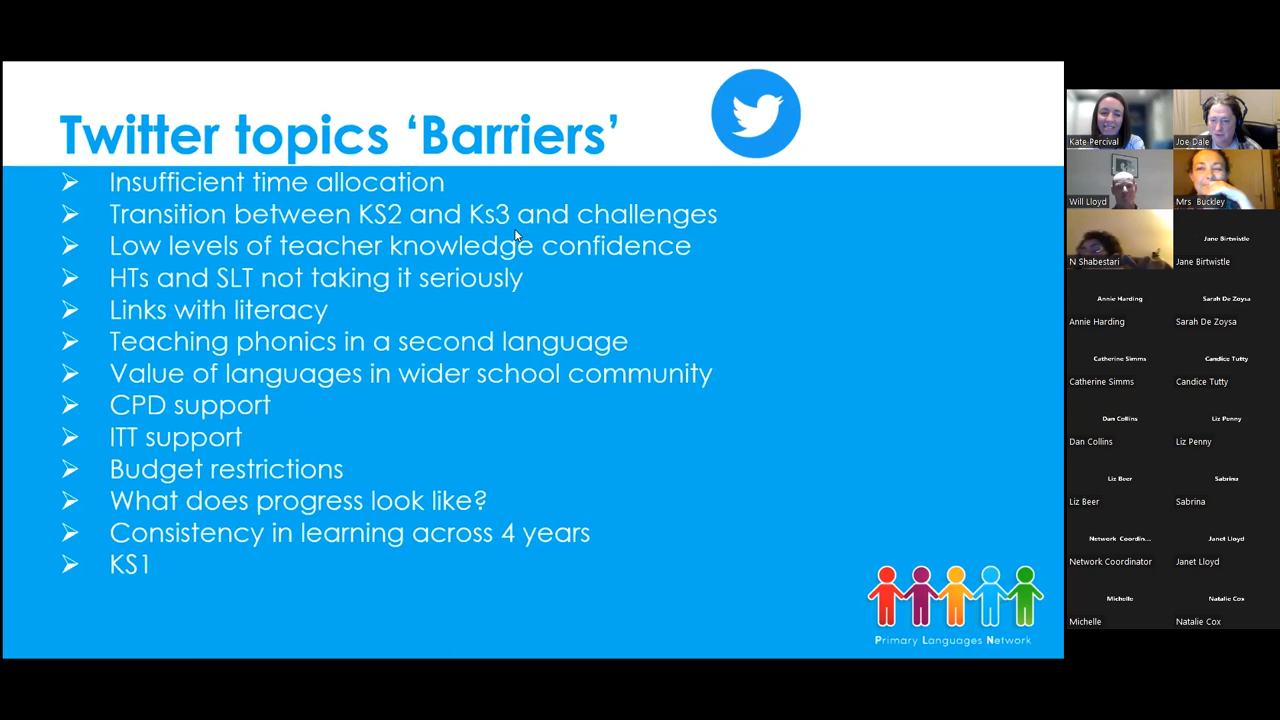 Twitter topics ‘Barriers’
Insufficient time allocation
Transition between KS2 and Ks3 and challenges
Low levels of teacher knowledge confidence
HTs and SLT not taking it seriously
Links with literacy
Teaching phonics in a second language
Value of languages in wider school community
CPD support
ITT support
Budget restrictions
What does progress look like?
Consistency in learning across 4 years
KS1
Primary Languages Network
Kate Percival
Joe Dale
Will Lloyd
Mrs Buckley
N Shabestari
Jane Birtwistle
Jane Birtwistle
Annie Harding
Sarah De Zoysa
Annie Harding
Sarah De Zoysa
Catherine Simms
Candice Tutty
Catherine Simms
Candice Tutty
Dan Collins
Liz Penny
Dan Collins
Liz Penny
Liz Beer
Sabrina
Liz Beer
Sabrina
Network Coordin...
Janet Lloyd
Network Coordinator
Janet Lloyd
Michelle
Natalie Cox
Michelle
Natalie Cox